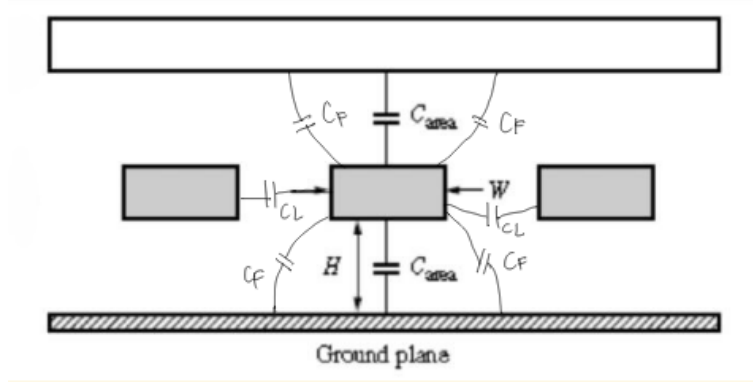 CF Carea CF
W
CL CL
CF H Carea CF
Ground plane